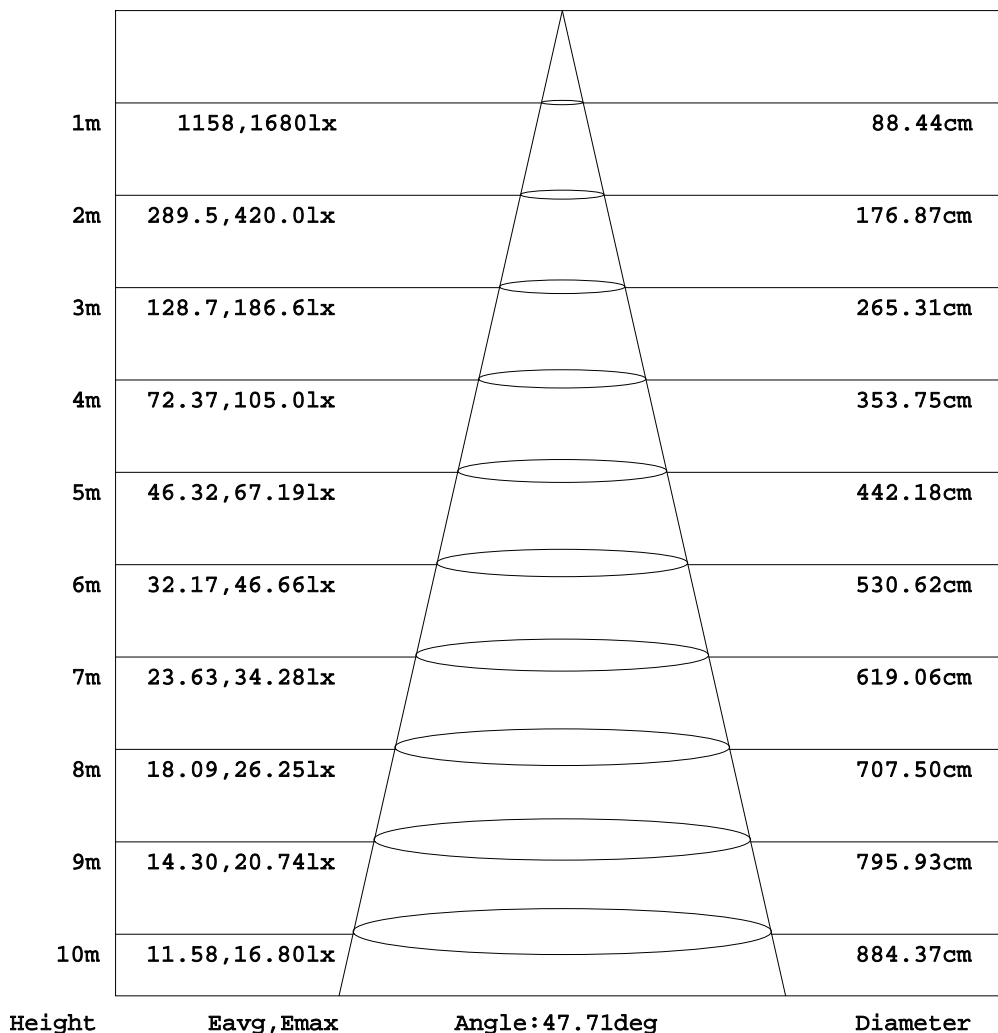 1m 1158,1680lx 88.44cm
2m 289.5,420.0lx 176.87cm
3m 128.7,186.6lx 265.31cm
4m 72.37,105.0lx 353.75cm
5m 46.32,67.19lx 442.18cm
6m 32.17,46.66lx 530.62cm
7m 23.63,34.28lx 619.06cm
8m 18.09,26.25lx 707.50cm
9m 14.30,20.74lx 795.93cm
10m 11.58,16.80lx 884.37cm
Height Eavg,Emax Angle:47.71deg Diameter